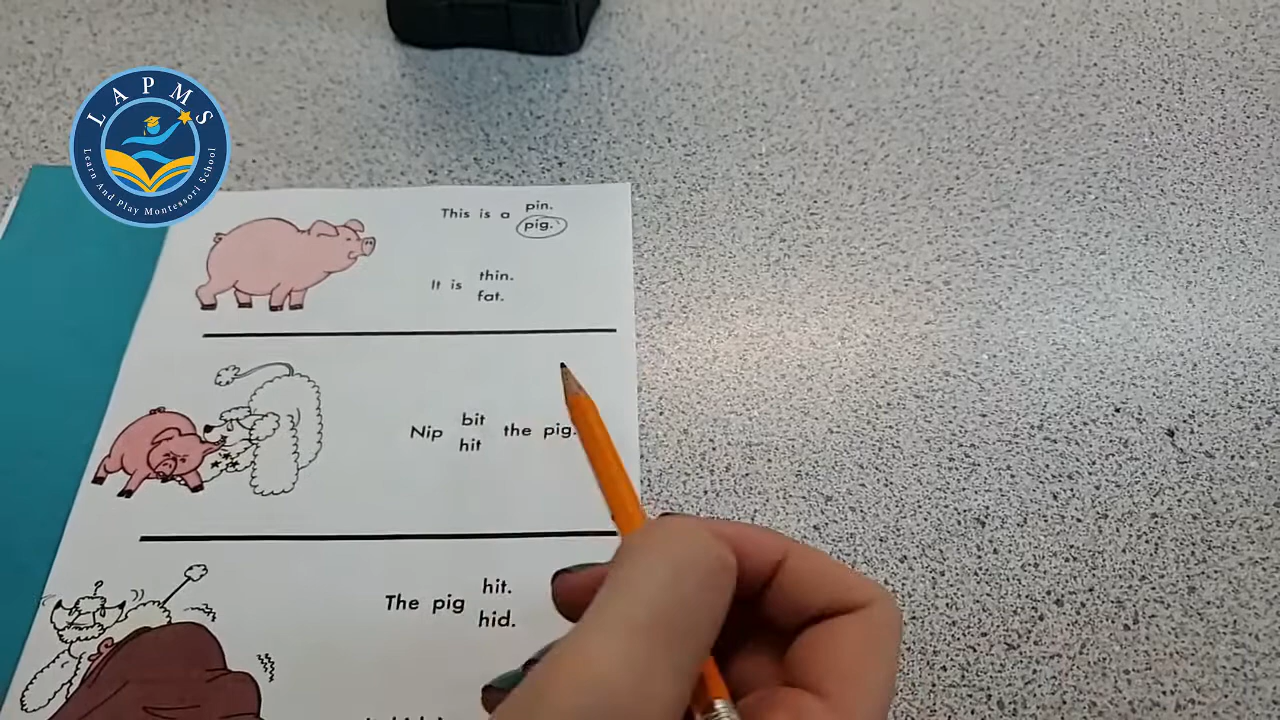 LAPMS
Learn And Play Montessori School
This is a pin.
pig.
It is thin.
fat.
Nip bit the pig.
hit
The pig hit.
hid.